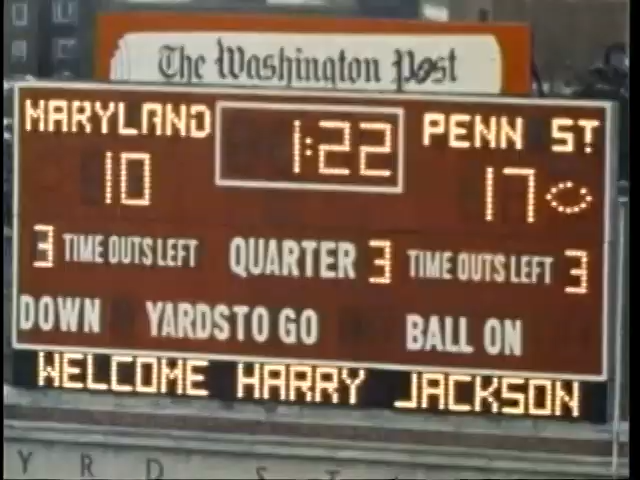 The Washington Post
MARYLAND 1:22 PENN ST
10 17
3 TIME OUTS LEFT QUARTER 3 TIME OUTS LEFT 3
DOWN YARDS TO GO BALL ON
WELCOME HARRY JACKSON
Y R D S T